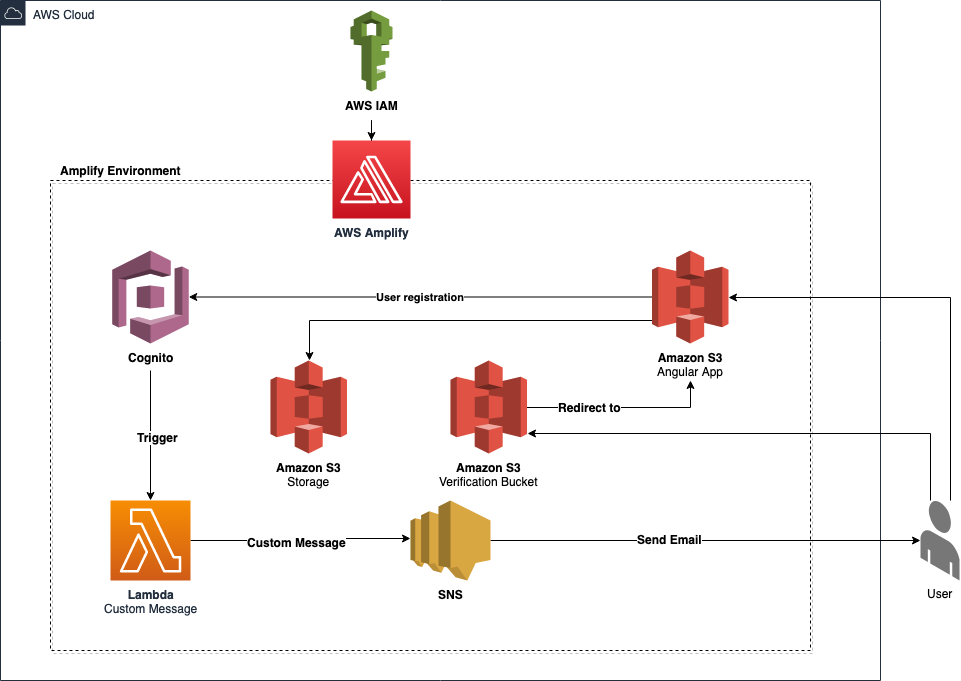 AWS Cloud
AWS IAM
Amplify Environment
AWS Amplify
User registration
Cognito
Amazon S3
Angular App
Redirect to
Trigger
Amazon S3
Storage
Amazon S3
Verification Bucket
Custom Message
Send Email
Lambda
Custom Message
SNS
User